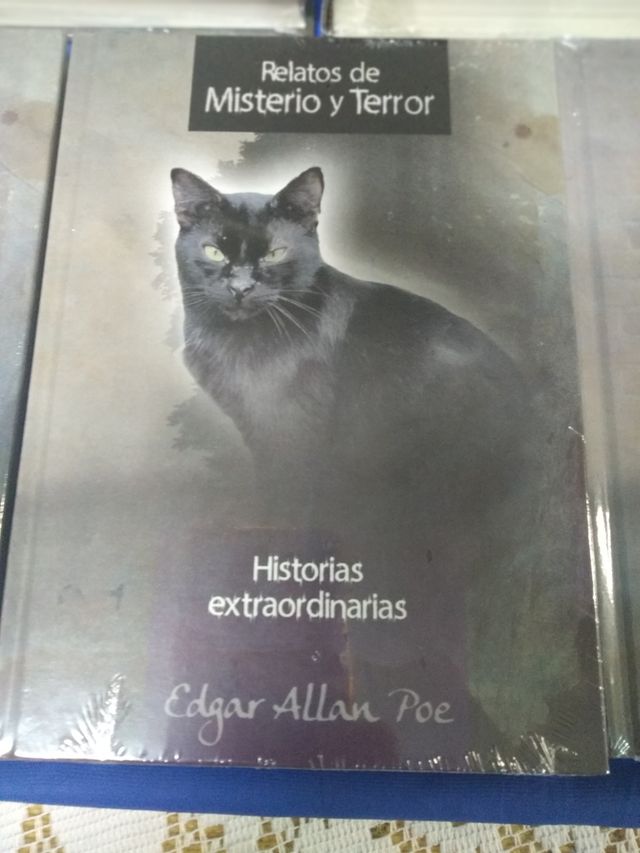 Relatos de
Misterio y Terror
Historias
extraordinarias
Edgar Allan Poe